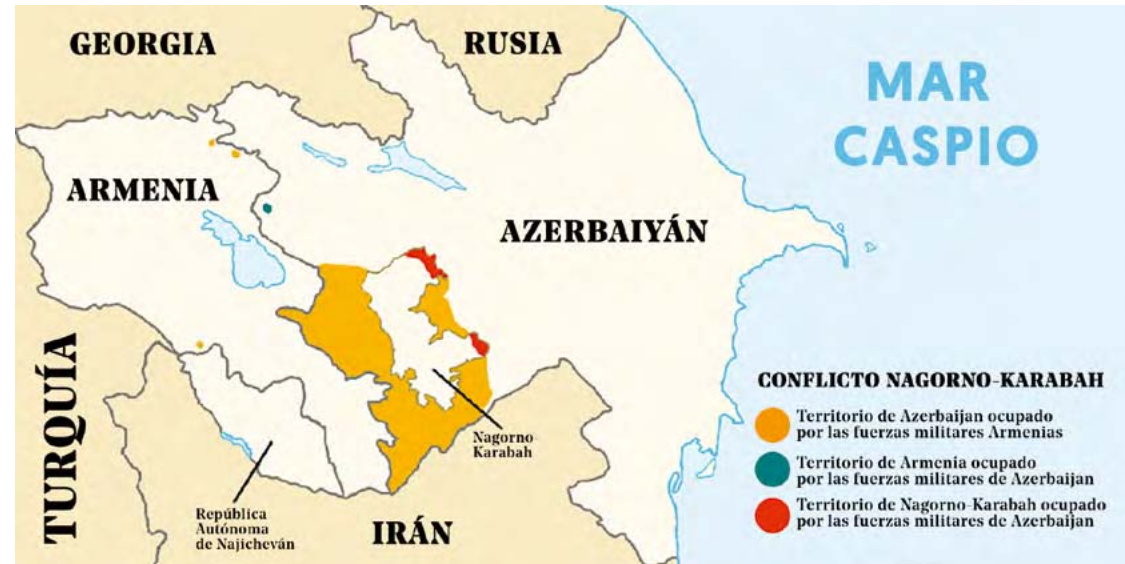 GEORGIA
RUSIA
MAR
CASPIO
ARMENIA
AZERBAIYÁN
TURQUÍA
Nagorno
Karabah
República
Autónoma
de Najicheván
IRÁN
CONFLICTO NAGORNO-KARABAH
Territorio de Azerbaijan ocupado
por las fuerzas militares Armenias
Territorio de Armenia ocupado
por las fuerzas militares de Azerbaijan
Territorio de Nagorno-Karabah ocupado
por las fuerzas militares de Azerbaijan